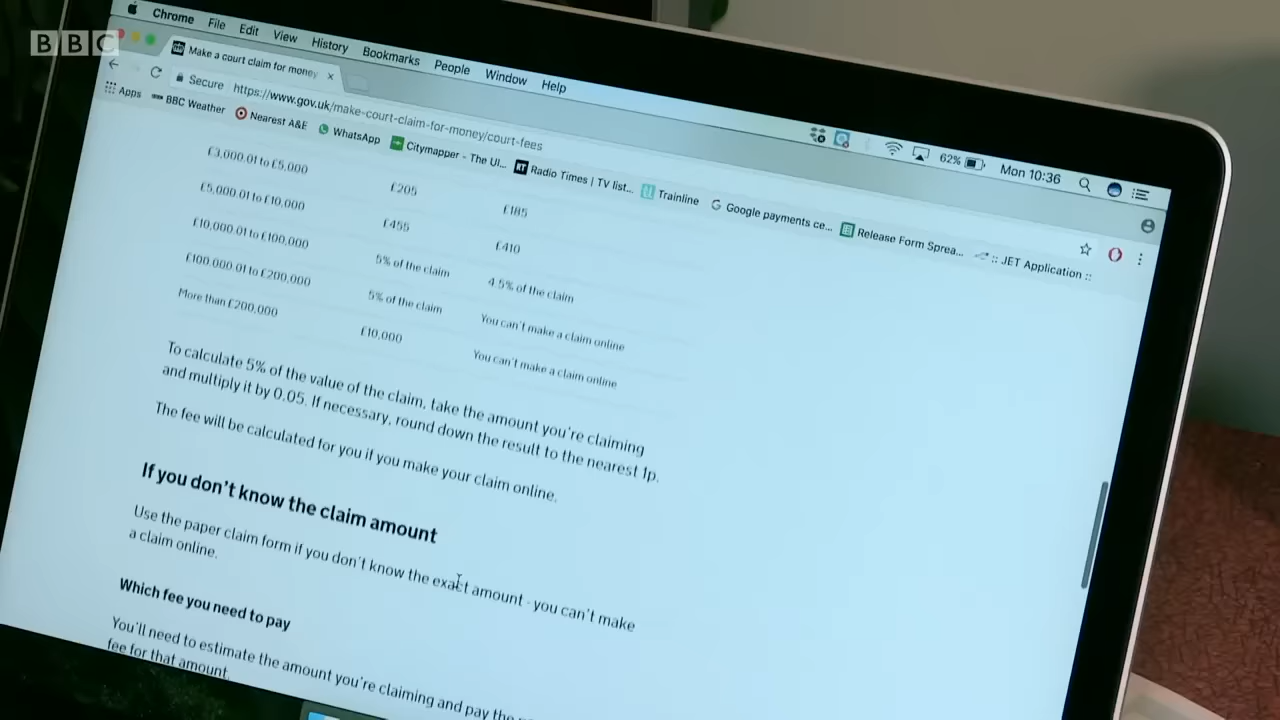 BBC
Chrome File Edit View History Bookmarks People Window Help
62% Mon 10:36
Make a court claim for money ×
Secure https://www.gov.uk/make-court-claim-for-money/court-fees
Apps BBC Weather Nearest A&E WhatsApp Citymapper - The Ul... Radio Times | TV list... Trainline Google payments ce... Release Form Sprea... :: JET Application ::
£3,000.01 to £5,000 £205 £185
£5,000.01 to £10,000 £455 £410
£10,000.01 to £100,000 5% of the claim 4.5% of the claim
£100,000.01 to £200,000 5% of the claim You can't make a claim online
More than £200,000 £10,000 You can't make a claim online
To calculate 5% of the value of the claim, take the amount you're claiming
and multiply it by 0.05. If necessary, round down the result to the nearest 1p.
The fee will be calculated for you if you make your claim online.
If you don't know the claim amount
Use the paper claim form if you don't know the exact amount - you can't make
a claim online.
Which fee you need to pay
You'll need to estimate the amount you're claiming and pay the
fee for that amount.